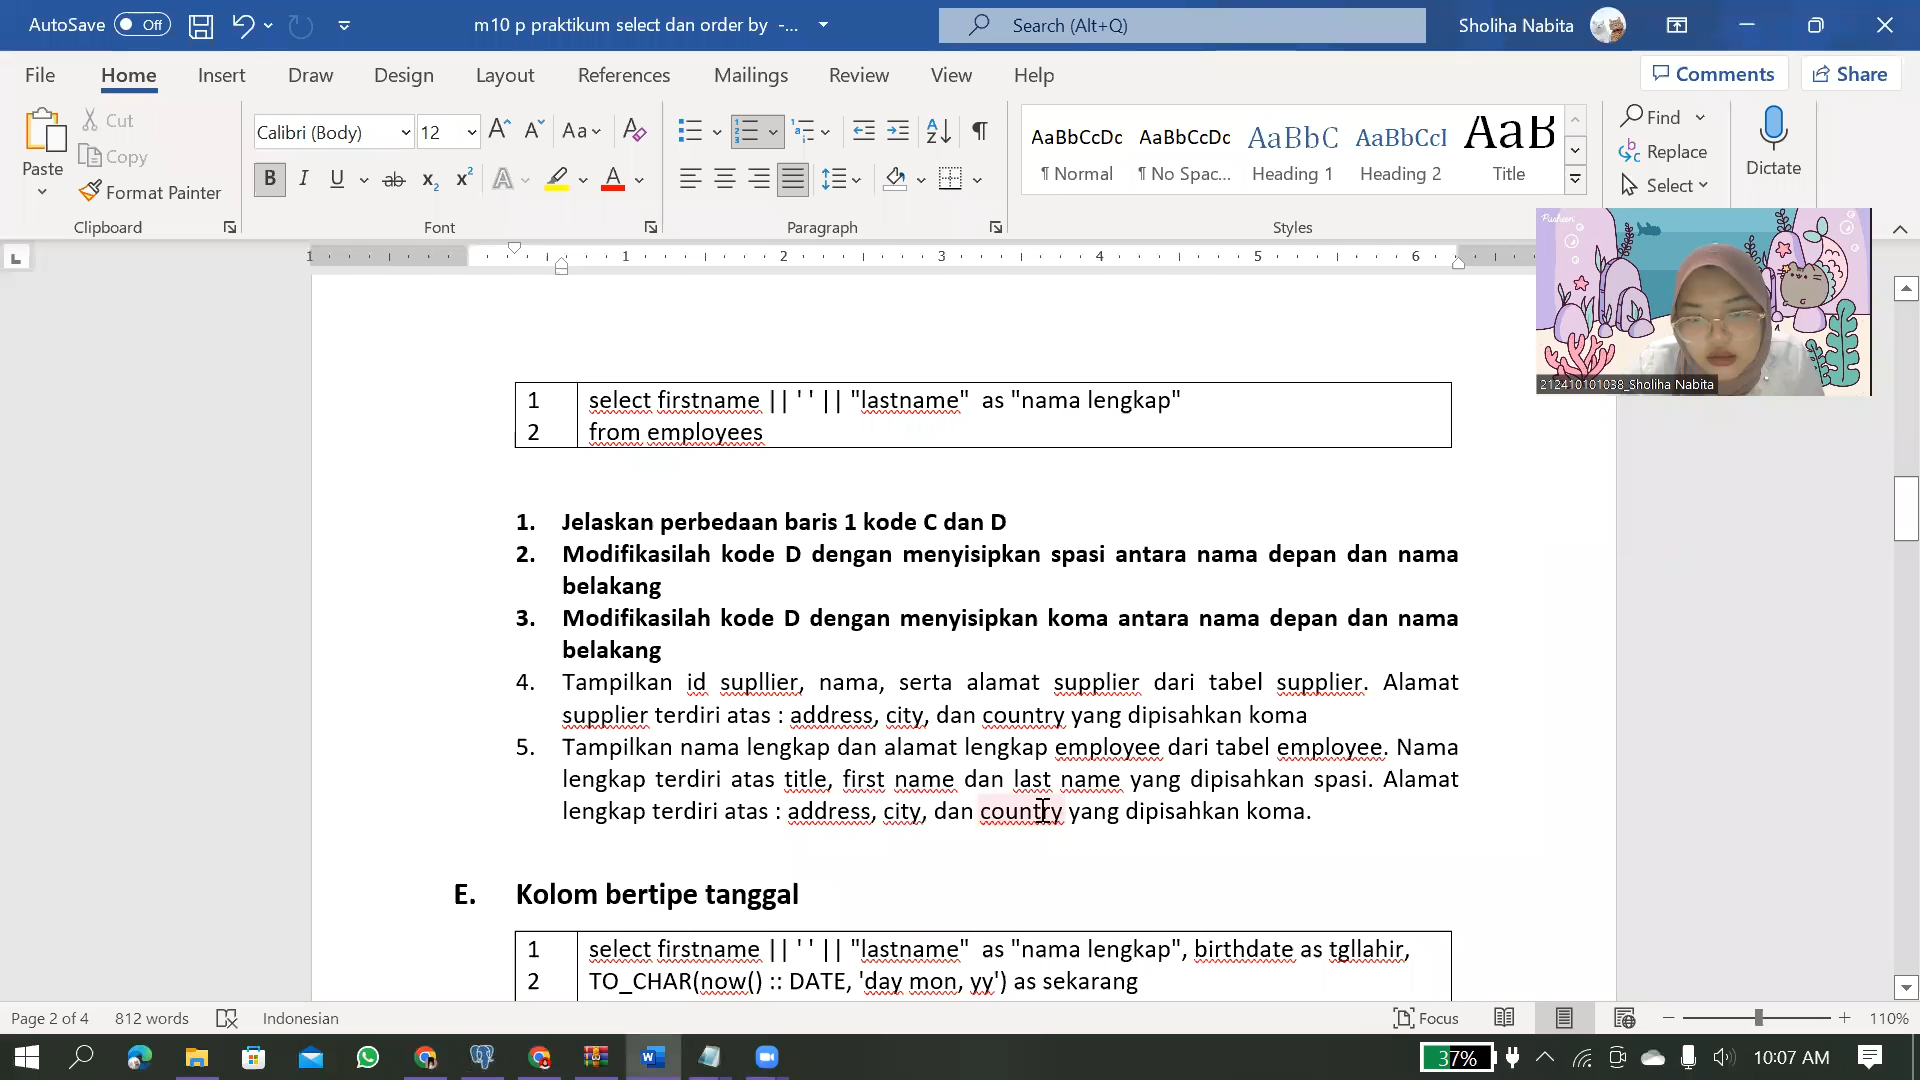 AutoSave Off
m10 p praktikum select dan order by -...
Search (Alt+Q)
Sholiha Nabita
File Home Insert Draw Design Layout References Mailings Review View Help
Comments Share
Paste
Cut
Copy
Format Painter
Clipboard
Calibri (Body) 12
Font
Paragraph
AaBbCcDc AaBbCcDc AaBbC AaBbCcI AaB
¶ Normal ¶ No Spac... Heading 1 Heading 2 Title
Styles
Find
Replace
Select
Dictate
1 1 2 3 4 5 6
Pusheen
212410101038_Sholiha Nabita
1 select firstname || ' ' || "lastname" as "nama lengkap"
2 from employees
1. Jelaskan perbedaan baris 1 kode C dan D
2. Modifikasilah kode D dengan menyisipkan spasi antara nama depan dan nama
belakang
3. Modifikasilah kode D dengan menyisipkan koma antara nama depan dan nama
belakang
4. Tampilkan id supllier, nama, serta alamat supplier dari tabel supplier. Alamat
supplier terdiri atas : address, city, dan country yang dipisahkan koma
5. Tampilkan nama lengkap dan alamat lengkap employee dari tabel employee. Nama
lengkap terdiri atas title, first name dan last name yang dipisahkan spasi. Alamat
lengkap terdiri atas : address, city, dan country yang dipisahkan koma.
E. Kolom bertipe tanggal
1 select firstname || ' ' || "lastname" as "nama lengkap", birthdate as tgllahir,
2 TO_CHAR(now() :: DATE, 'day mon, yy') as sekarang
Page 2 of 4 812 words Indonesian
Focus 110%
37% 10:07 AM